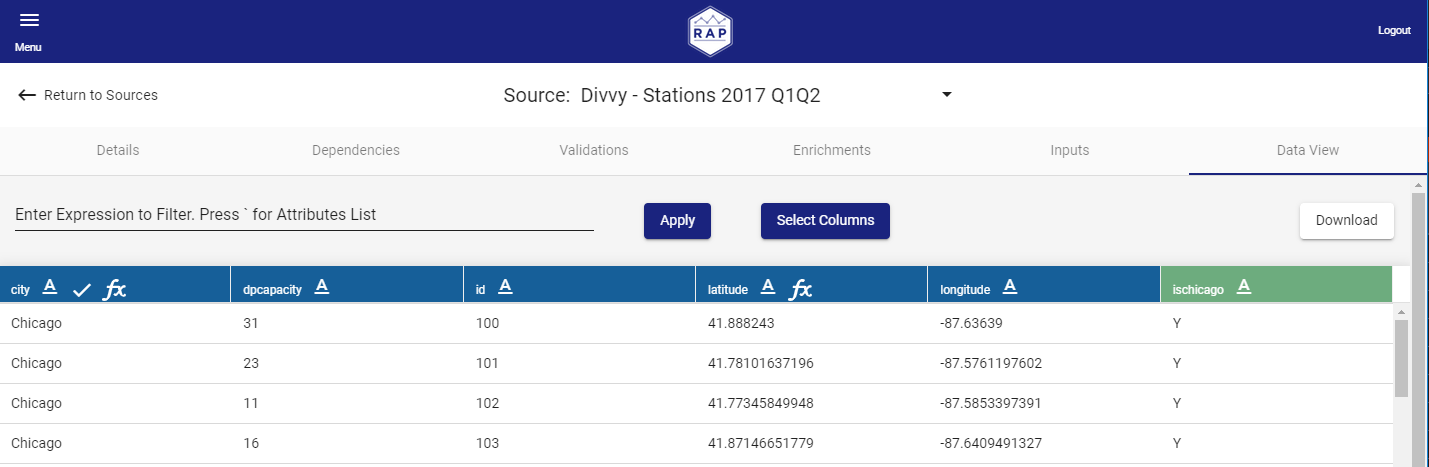 Menu
RAP
Logout
Return to Sources
Source: Divvy - Stations 2017 Q1Q2
Details Dependencies Validations Enrichments Inputs Data View
Enter Expression to Filter. Press ` for Attributes List Apply Select Columns Download
city A fx dpcapacity A id A latitude A fx longitude A ischicago A
Chicago 31 100 41.888243 -87.63639 Y
Chicago 23 101 41.78101637196 -87.5761197602 Y
Chicago 11 102 41.77345849948 -87.5853397391 Y
Chicago 16 103 41.87146651779 -87.6409491327 Y